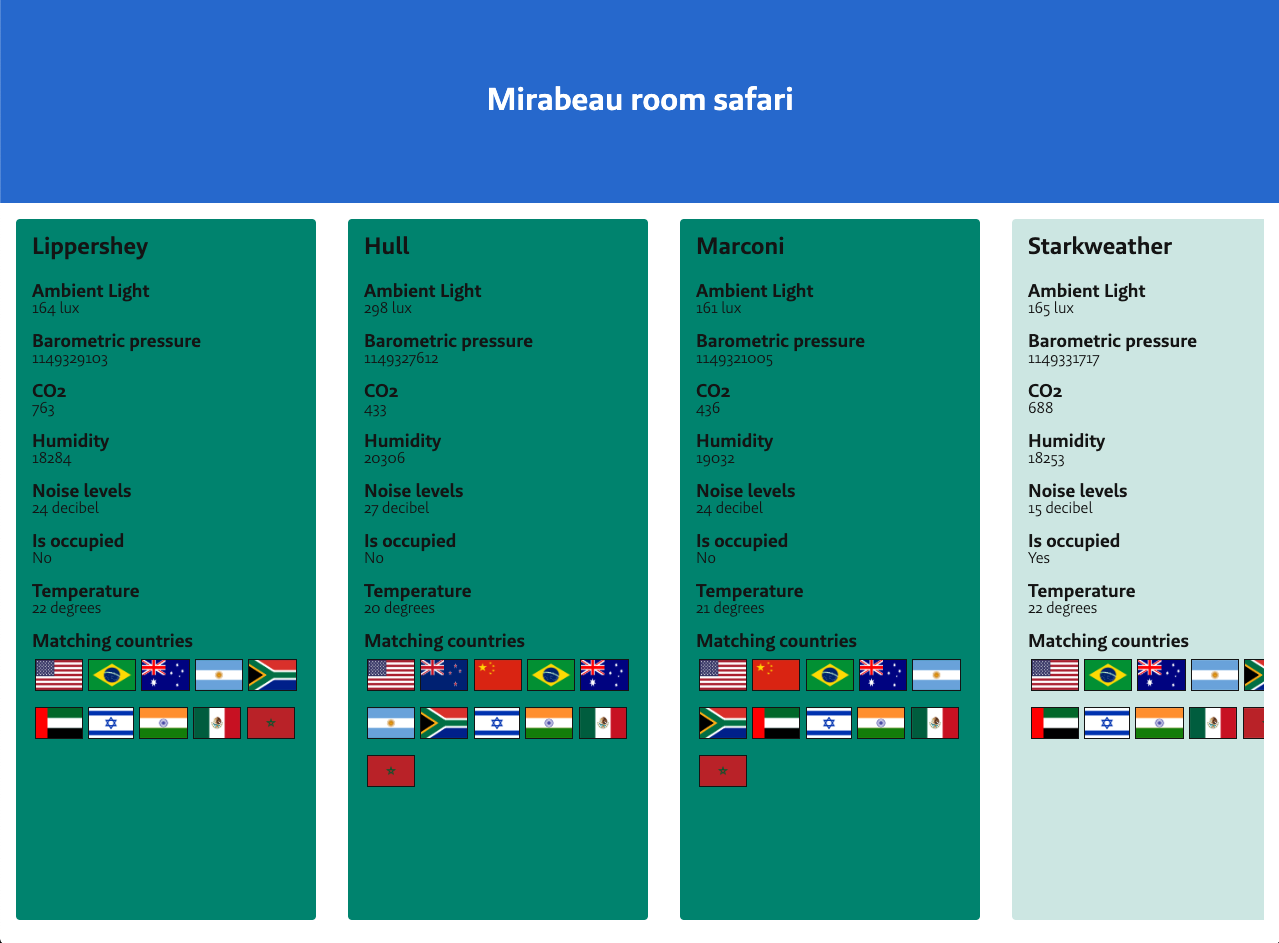 Mirabeau room safari
Lippershey
Ambient Light
164 lux
Barometric pressure
1149329103
CO2
763
Humidity
18284
Noise levels
24 decibel
Is occupied
No
Temperature
22 degrees
Matching countries
Hull
Ambient Light
298 lux
Barometric pressure
1149327612
CO2
433
Humidity
20306
Noise levels
27 decibel
Is occupied
No
Temperature
20 degrees
Matching countries
Marconi
Ambient Light
161 lux
Barometric pressure
1149321005
CO2
436
Humidity
19032
Noise levels
24 decibel
Is occupied
No
Temperature
21 degrees
Matching countries
Starkweather
Ambient Light
165 lux
Barometric pressure
1149331717
CO2
688
Humidity
18253
Noise levels
15 decibel
Is occupied
Yes
Temperature
22 degrees
Matching countries